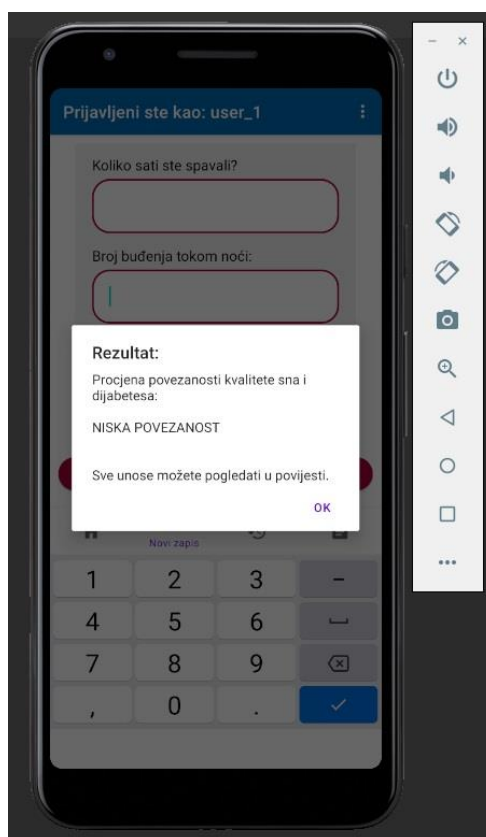 Prijavljeni ste kao: user_1
Koliko sati ste spavali?
Broj buđenja tokom noći:
Rezultat:
Procjena povezanosti kvalitete sna i
dijabetesa:
NISKA POVEZANOST
Sve unose možete pogledati u povijesti.
OK
Novi zapis
1 2 3 –
4 5 6
7 8 9
, 0 .